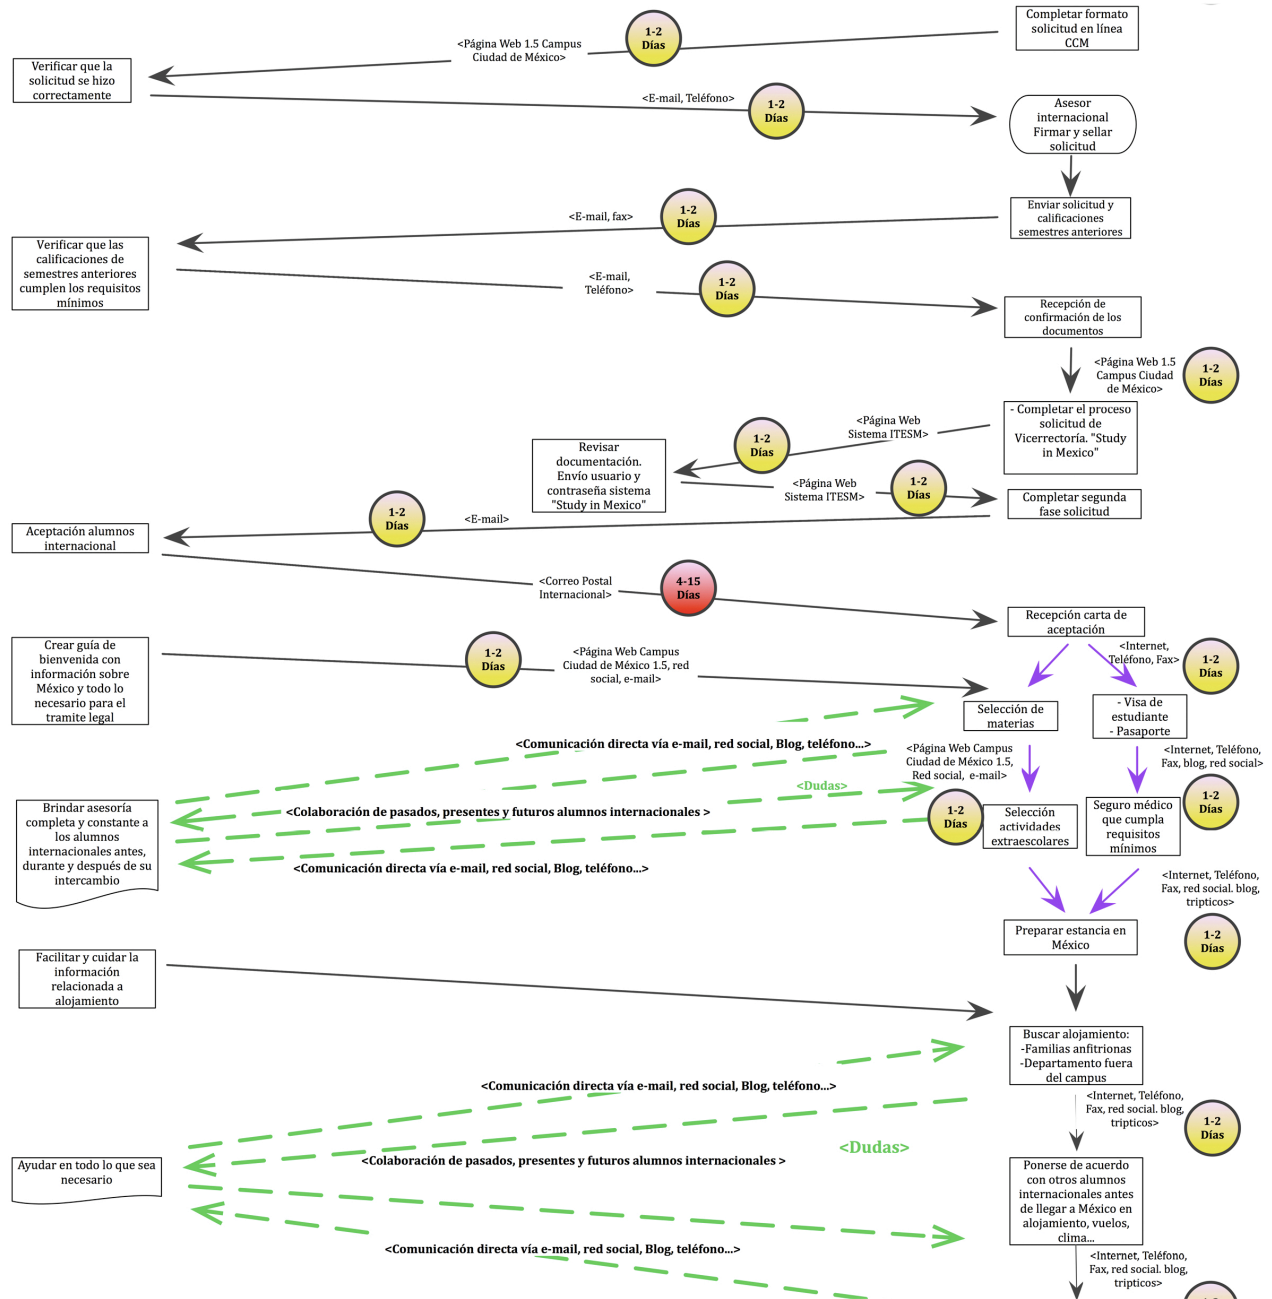 Completar formato
solicitud en línea
CCM
1-2
Días
<Página Web 1.5 Campus
Ciudad de México>
Verificar que la
solicitud se hizo
correctamente
<E-mail, Teléfono>
1-2
Días
Asesor
internacional
Firmar y sellar
solicitud
Enviar solicitud y
calificaciones
semestres anteriores
1-2
Días
<E-mail, fax>
Verificar que las
calificaciones de
semestres anteriores
cumplen los requisitos
mínimos
<E-mail,
Teléfono>
1-2
Días
Recepción de
confirmación de los
documentos
<Página Web 1.5
Campus Ciudad
de México>
1-2
Días
- Completar el proceso
solicitud de
Vicerrectoría. "Study
in Mexico"
<Página Web
Sistema ITESM>
1-2
Días
Revisar
documentación.
Envío usuario y
contraseña sistema
"Study in Mexico"
<Página Web
Sistema ITESM>
1-2
Días
Completar segunda
fase solicitud
1-2
Días
<E-mail>
Aceptación alumnos
internacional
<Correo Postal
Internacional>
4-15
Días
Recepción carta de
aceptación
Crear guía de
bienvenida con
información sobre
México y todo lo
necesario para el
tramite legal
1-2
Días
<Página Web Campus
Ciudad de México 1.5, red
social, e-mail>
<Internet,
Teléfono, Fax>
1-2
Días
Selección de
materias
- Visa de
estudiante
- Pasaporte
<Comunicación directa vía e-mail, red social, Blog, teléfono...>
<Página Web Campus
Ciudad de México 1.5,
Red social, e-mail>
<Internet, Teléfono,
Fax, blog, red social>
<Dudas>
1-2
Días
1-2
Días
Brindar asesoría
completa y constante a
los alumnos
internacionales antes,
durante y después de su
intercambio
<Colaboración de pasados, presentes y futuros alumnos internacionales >
Selección
actividades
extraescolares
Seguro médico
que cumpla
requisitos
mínimos
<Comunicación directa vía e-mail, red social, Blog, teléfono...>
<Internet, Teléfono,
Fax, red social. blog,
tripticos>
1-2
Días
Preparar estancia en
México
Facilitar y cuidar la
información
relacionada a
alojamiento
Buscar alojamiento:
-Familias anfitrionas
-Departamento fuera
del campus
<Comunicación directa vía e-mail, red social, Blog, teléfono...>
<Internet, Teléfono,
Fax, red social. blog,
tripticos>
1-2
Días
<Dudas>
<Colaboración de pasados, presentes y futuros alumnos internacionales >
Ayudar en todo lo que sea
necesario
Ponerse de acuerdo
con otros alumnos
internacionales antes
de llegar a México en
alojamiento, vuelos,
clima...
<Comunicación directa vía e-mail, red social, Blog, teléfono...>
<Internet, Teléfono,
Fax, red social. blog,
tripticos>